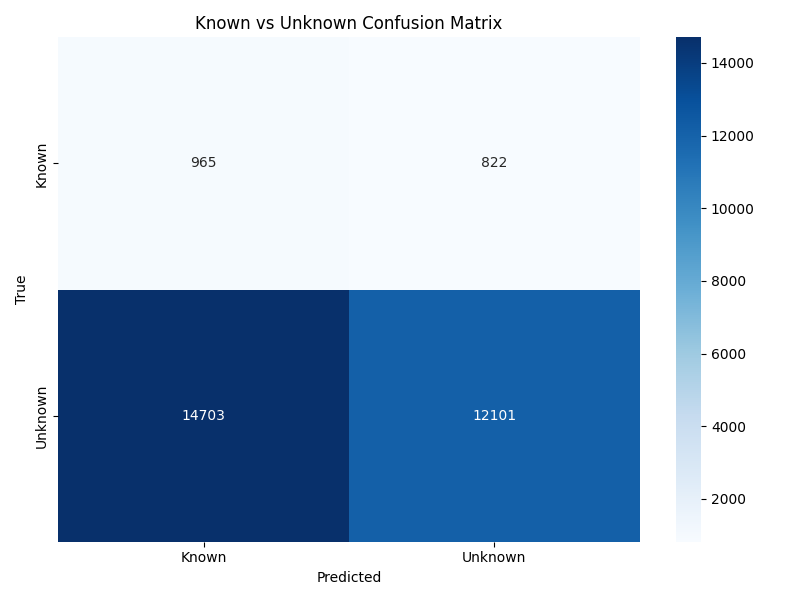 Known vs Unknown Confusion Matrix
Known
965
822
True
Unknown
14703
12101
Known
Unknown
Predicted
14000
12000
10000
8000
6000
4000
2000